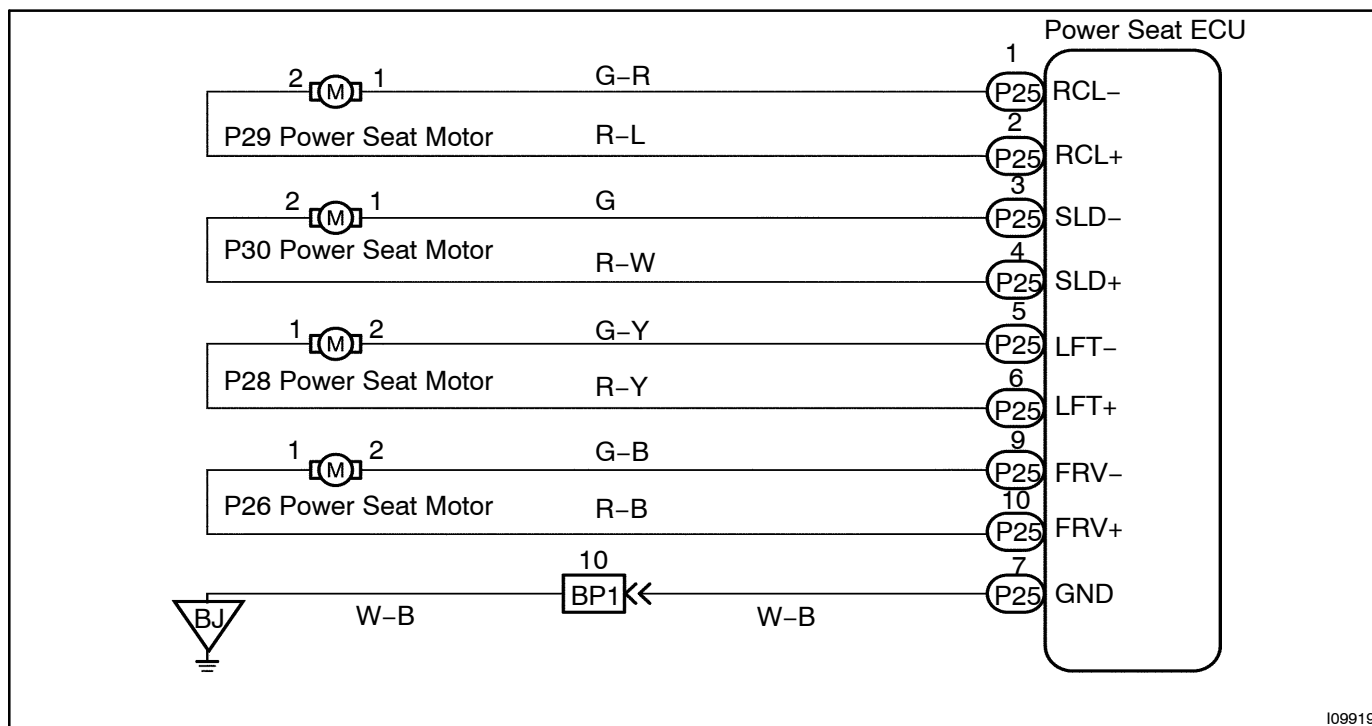 Power Seat ECU
2 1 G–R 1 P25 RCL–
P29 Power Seat Motor R–L 2 P25 RCL+
2 1 G 3 P25 SLD–
P30 Power Seat Motor R–W 4 P25 SLD+
1 2 G–Y 5 P25 LFT–
P28 Power Seat Motor R–Y 6 P25 LFT+
1 2 G–B 9 P25 FRV–
P26 Power Seat Motor R–B 10 P25 FRV+
10 7
BJ W–B BP1 W–B P25 GND
M
M
M
M
I09919